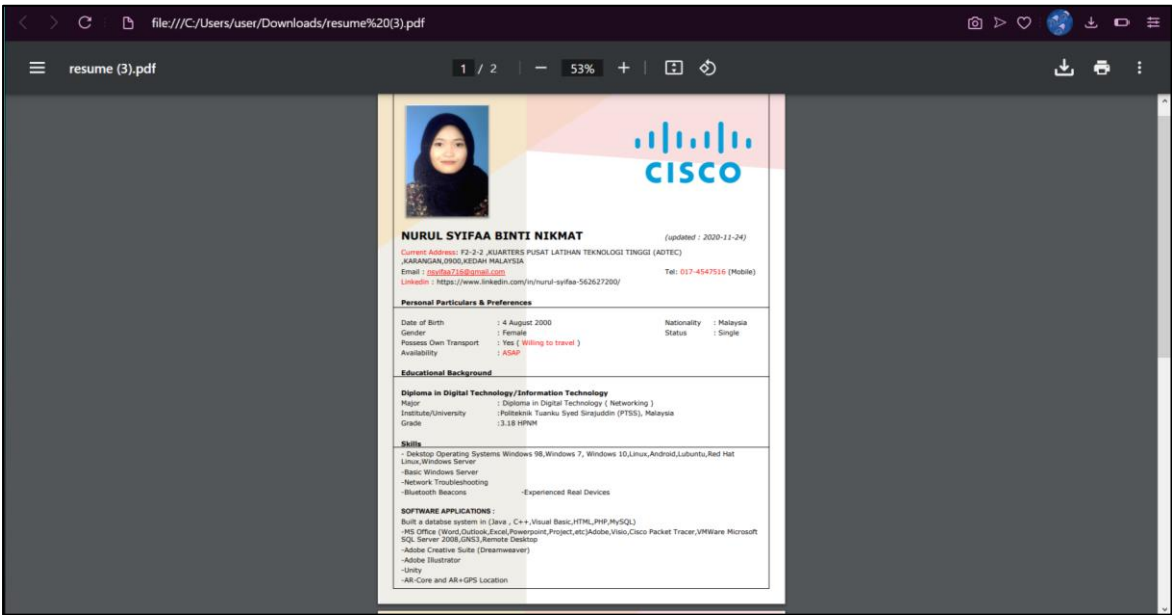 file:///C:/Users/user/Downloads/resume%20(3).pdf
resume (3).pdf
1 / 2
53%
CISCO
NURUL SYIFAA BINTI NIKMAT
(updated : 2020-11-24)
Current Address: F2-2-2 ,KUARTERS PUSAT LATIHAN TEKNOLOGI TINGGI (ADTEC)
,KARANGAN,0900,KEDAH MALAYSIA
Email : nsyifaa716@gmail.com
Tel: 017-4547516 (Mobile)
Linkedin : https://www.linkedin.com/in/nurul-syifaa-562627200/
Personal Particulars & Preferences
Date of Birth : 4 August 2000
Nationality : Malaysia
Gender : Female
Status : Single
Possess Own Transport : Yes ( Willing to travel )
Availability : ASAP
Educational Background
Diploma in Digital Technology/Information Technology
Major : Diploma in Digital Technology ( Networking )
Institute/University :Politeknik Tuanku Syed Sirajuddin (PTSS), Malaysia
Grade :3.18 HPNM
Skills
- Dekstop Operating Systems Windows 98,Windows 7, Windows 10,Linux,Android,Lubuntu,Red Hat
Linux,Windows Server
-Basic Windows Server
-Network Troubleshooting
-Bluetooth Beacons -Experienced Real Devices
SOFTWARE APPLICATIONS :
Built a databse system in (Java , C++,Visual Basic,HTML,PHP,MySQL)
-MS Office (Word,Outlook,Excel,Powerpoint,Project,etc)Adobe,Visio,Cisco Packet Tracer,VMWare Microsoft
SQL Server 2008,GNS3,Remote Desktop
-Adobe Creative Suite (Dreamweaver)
-Adobe Illustrator
-Unity
-AR-Core and AR+GPS Location